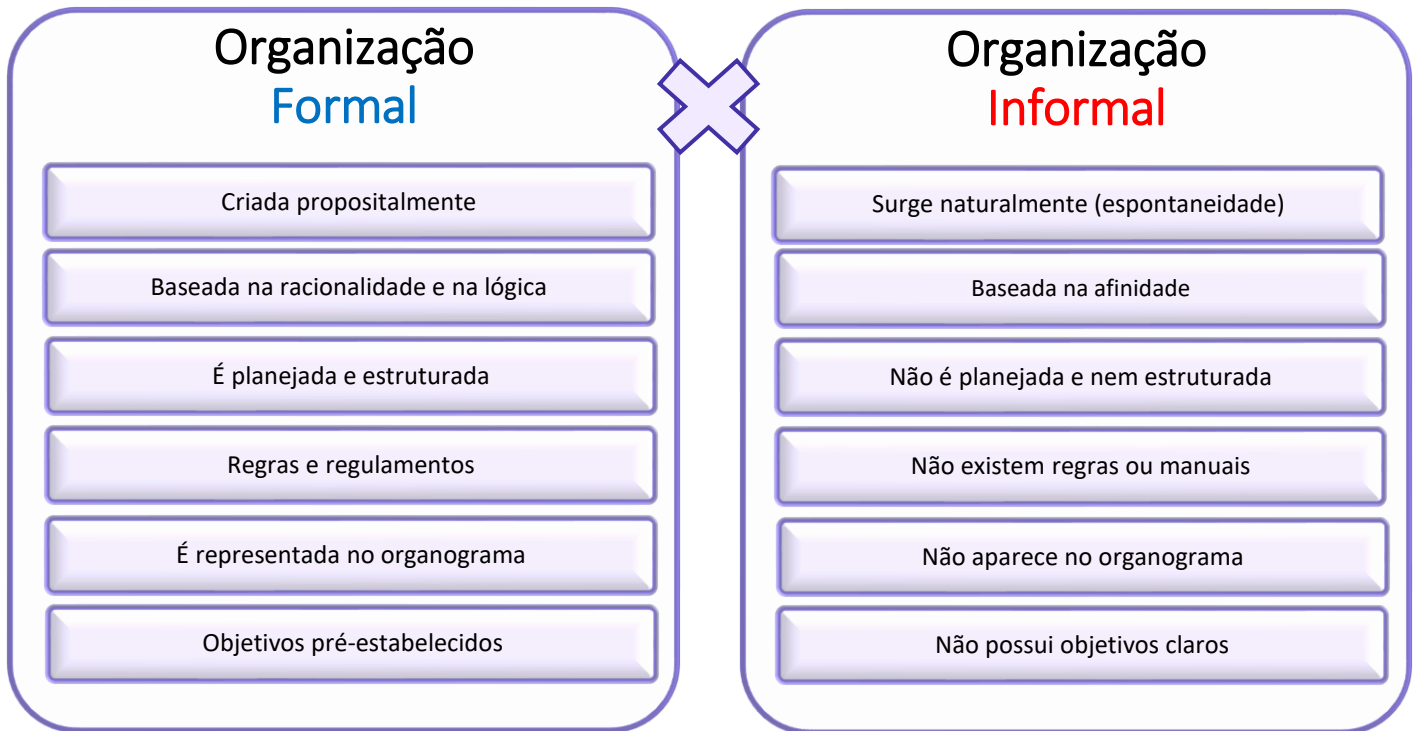 Organização
Formal
Criada propositalmente
Baseada na racionalidade e na lógica
É planejada e estruturada
Regras e regulamentos
É representada no organograma
Objetivos pré-estabelecidos
Organização
Informal
Surge naturalmente (espontaneidade)
Baseada na afinidade
Não é planejada e nem estruturada
Não existem regras ou manuais
Não aparece no organograma
Não possui objetivos claros